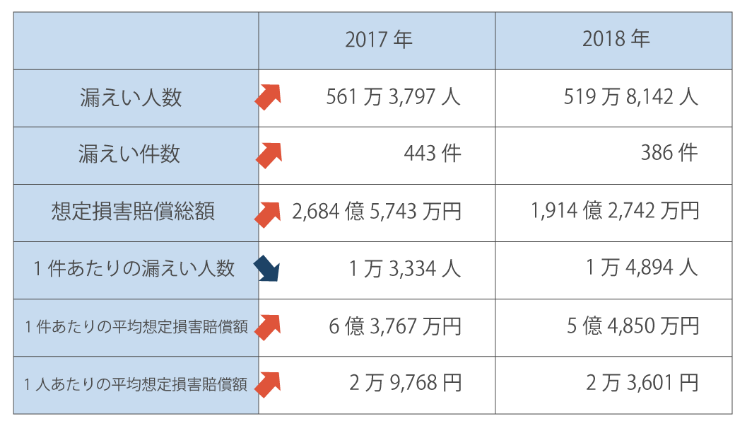 2017 年 2018 年
漏えい人数 561 万 3,797 人 519 万 8,142 人
漏えい件数 443 件 386 件
想定損害賠償総額 2,684 億 5,743 万円 1,914 億 2,742 万円
1 件あたりの漏えい人数 1 万 3,334 人 1 万 4,894 人
1 件あたりの平均想定損害賠償額 6 億 3,767 万円 5 億 4,850 万円
1 人あたりの平均想定損害賠償額 2 万 9,768 円 2 万 3,601 円